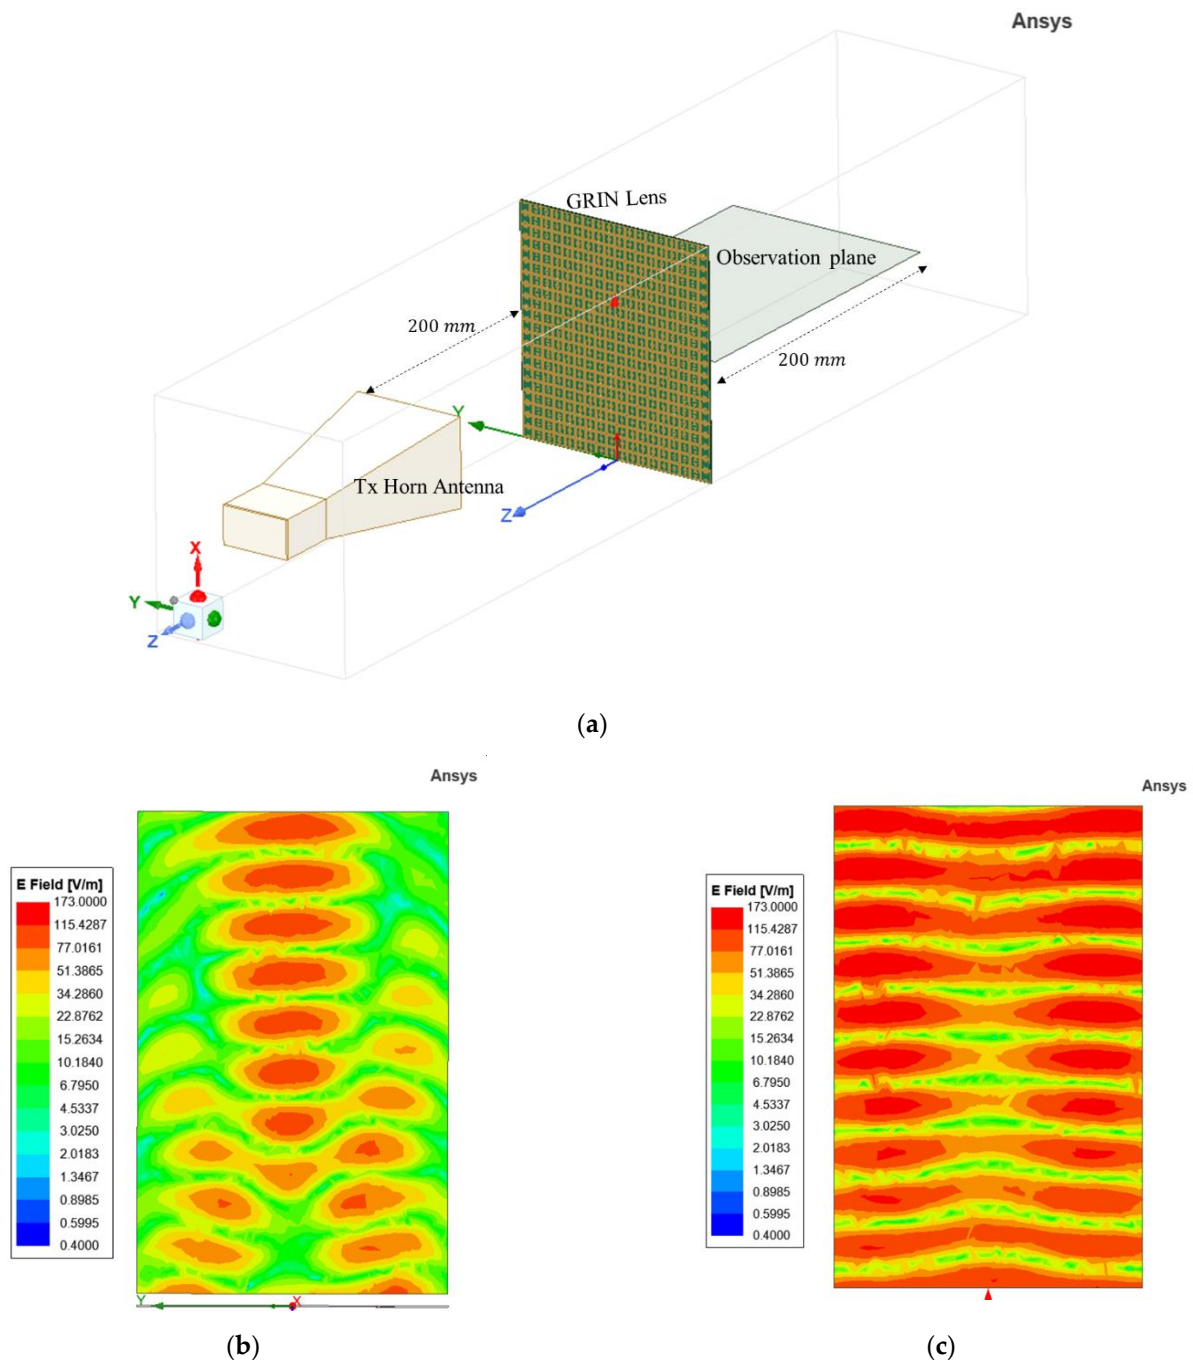 Ansys
GRIN Lens
Observation plane
200 mm
200 mm
Y
Tx Horn Antenna
Z
X
Y
Z
(a)
Ansys
E Field [V/m]
173.0000
115.4287
77.0161
51.3865
34.2860
22.8762
15.2634
10.1840
6.7950
4.5337
3.0250
2.0183
1.3467
0.8985
0.5995
0.4000
Y
X
(b)
Ansys
E Field [V/m]
173.0000
115.4287
77.0161
51.3865
34.2860
22.8762
15.2634
10.1840
6.7950
4.5337
3.0250
2.0183
1.3467
0.8985
0.5995
0.4000
(c)